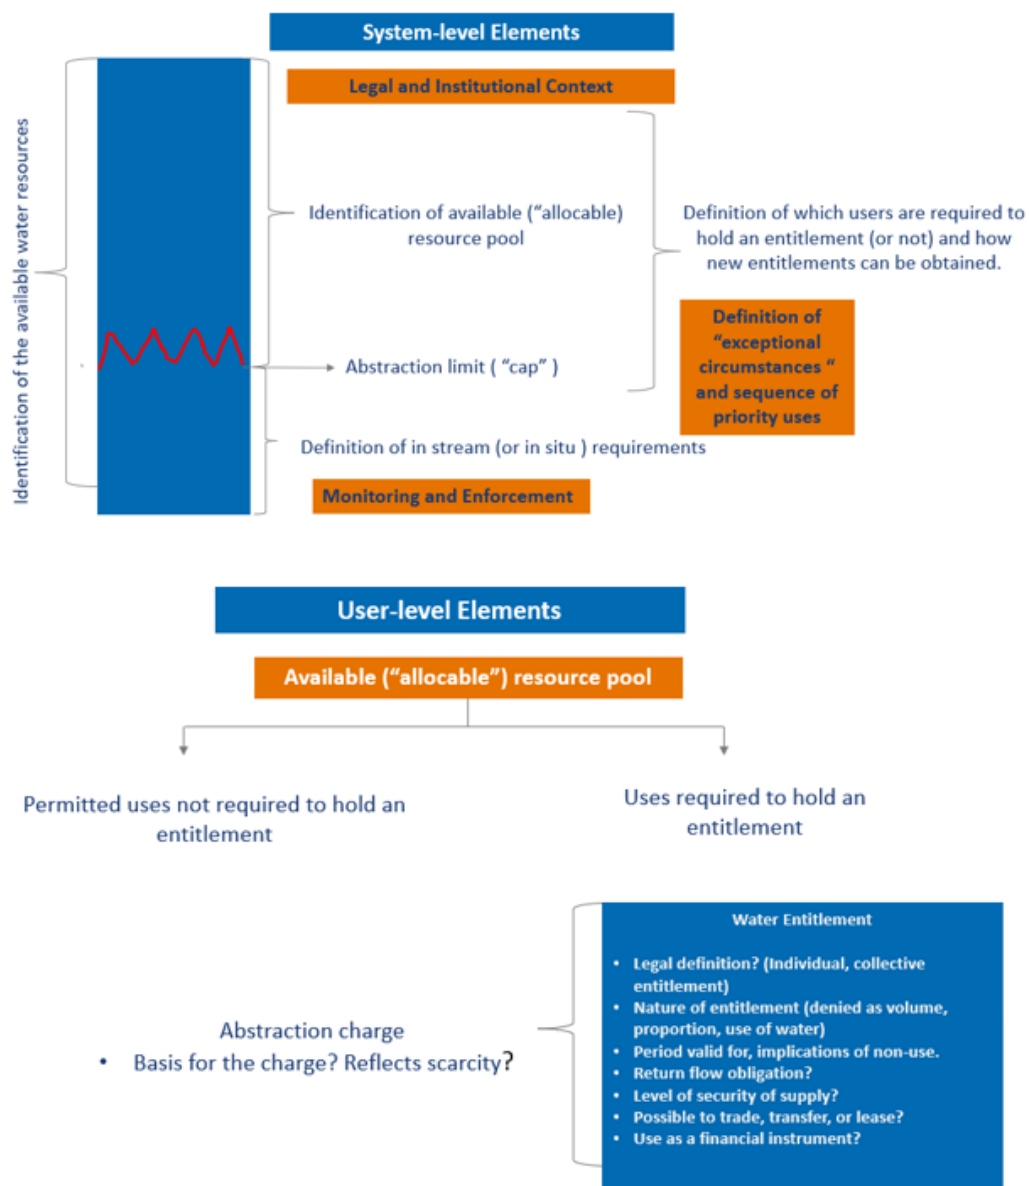 System-level Elements
Legal and Institutional Context
Identification of the available water resources
Identification of available (“allocable)
resource pool
Definition of which users are required to
hold an entitlement (or not) and how
new entitlements can be obtained.
Definition of
“exceptional
circumstances “
and sequence of
priority uses
Abstraction limit ( “cap” )
Definition of in stream (or in situ ) requirements
Monitoring and Enforcement
User-level Elements
Available (“allocable”) resource pool
Permitted uses not required to hold an
entitlement
Uses required to hold an
entitlement
Abstraction charge
• Basis for the charge? Reflects scarcity?
Water Entitlement
• Legal definition? (Individual, collective
entitlement)
• Nature of entitlement (denied as volume,
proportion, use of water)
• Period valid for, implications of non-use.
• Return flow obligation?
• Level of security of supply?
• Possible to trade, transfer, or lease?
• Use as a financial instrument?